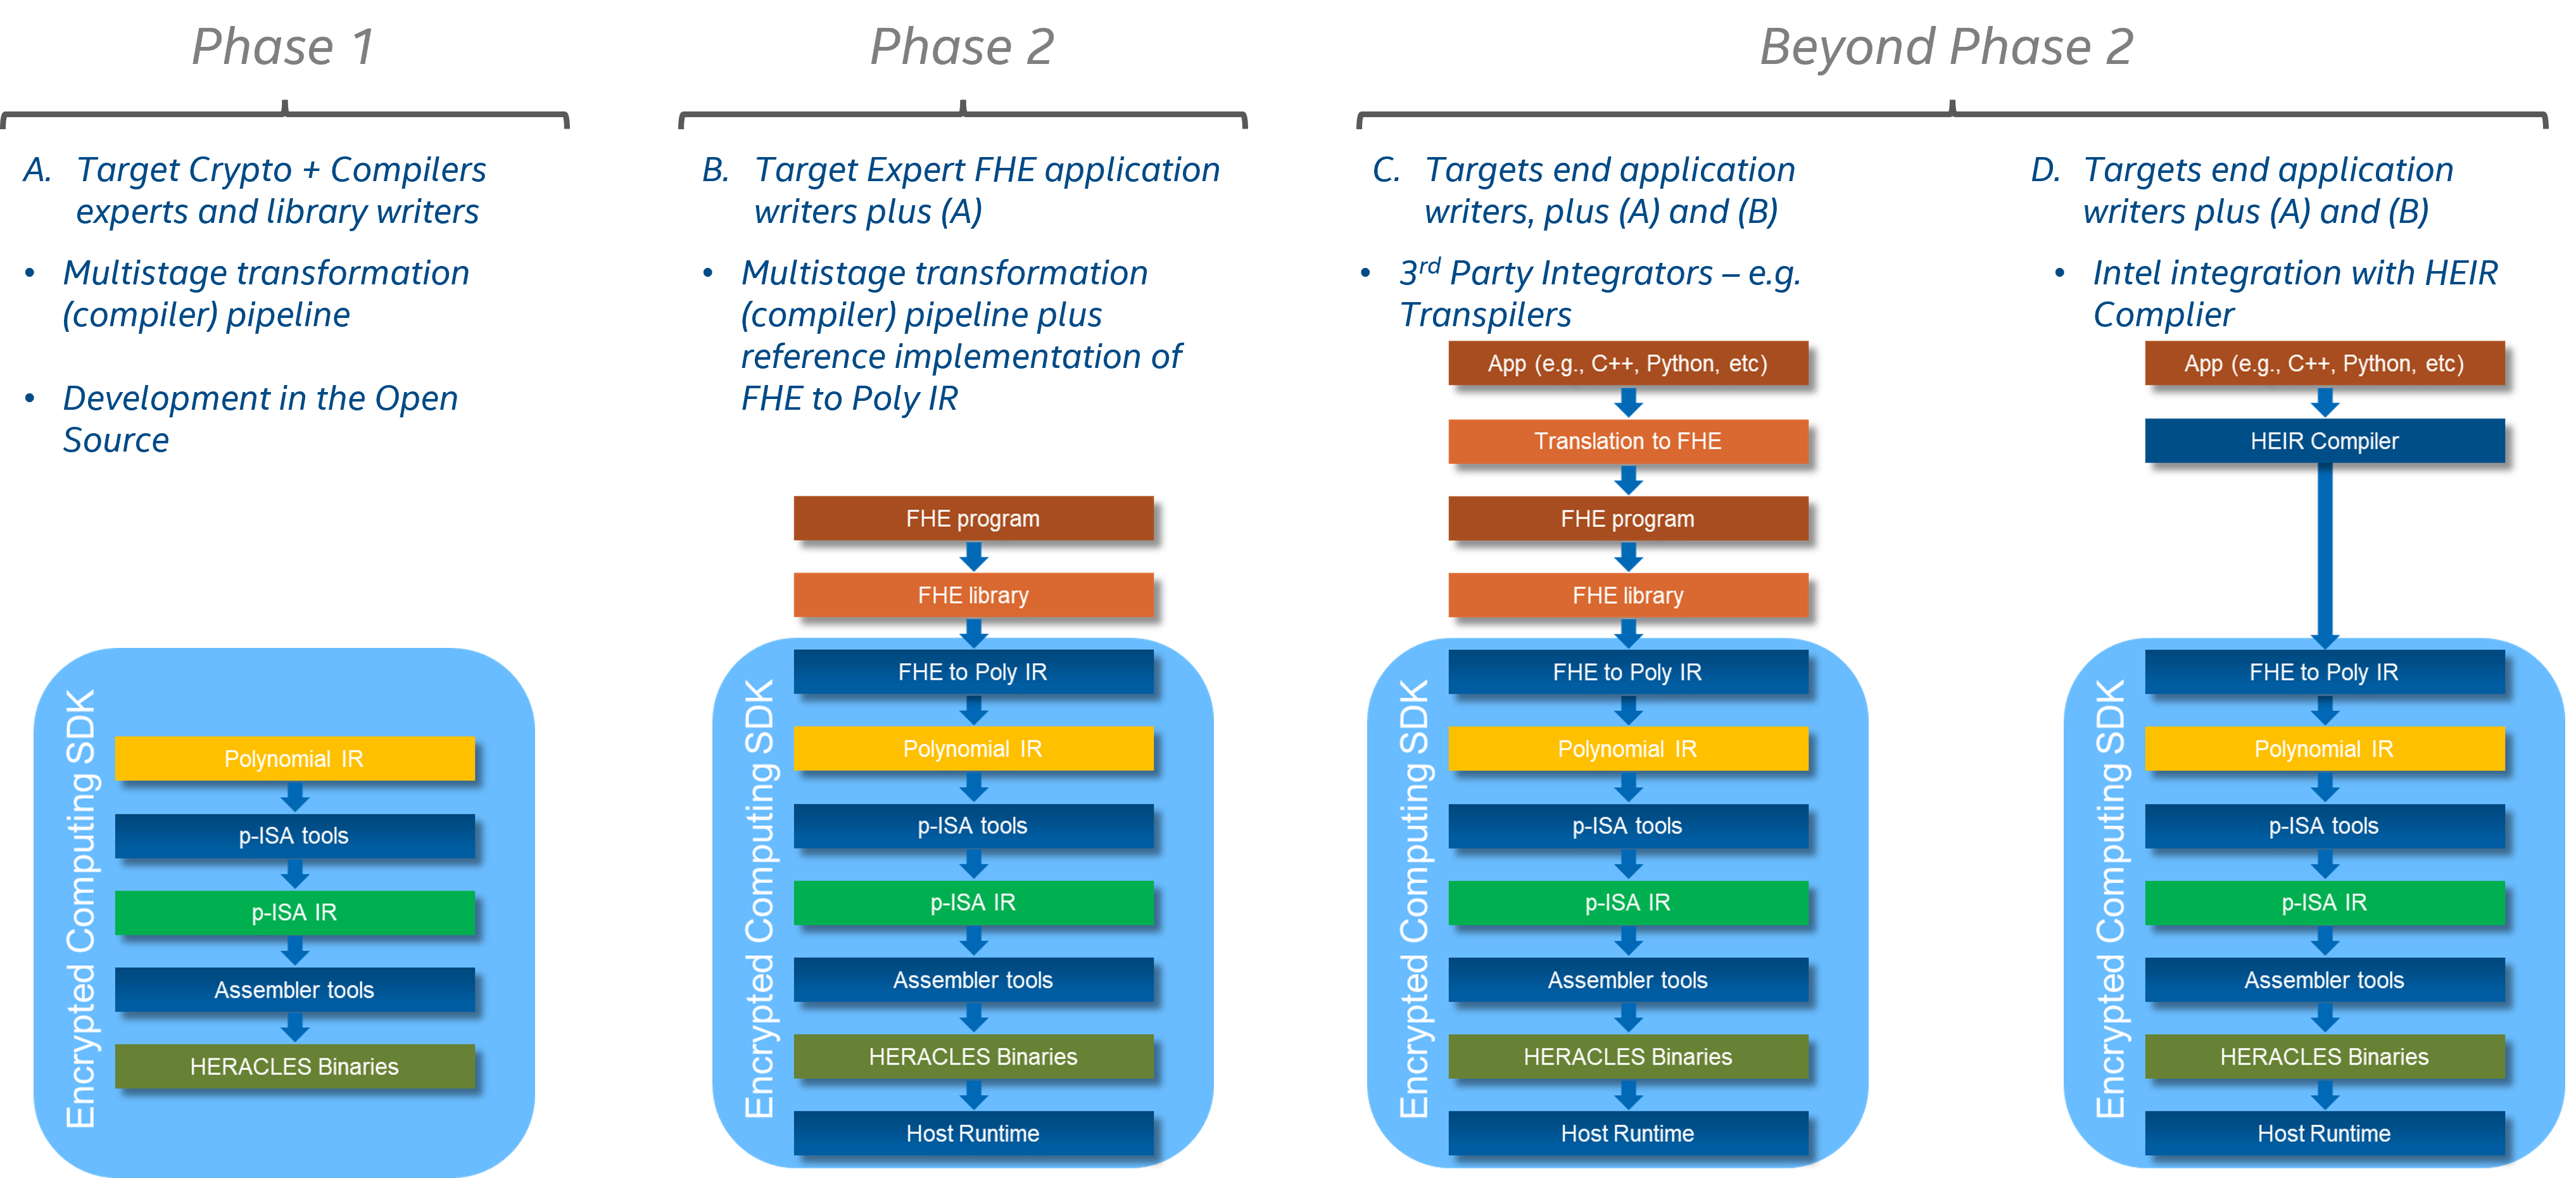 Phase 1
A. Target Crypto + Compilers
experts and library writers
• Multistage transformation
(compiler) pipeline
• Development in the Open
Source
Encrypted Computing SDK
Polynomial IR
p-ISA tools
p-ISA IR
Assembler tools
HERACLES Binaries
Phase 2
B. Target Expert FHE application
writers plus (A)
• Multistage transformation
(compiler) pipeline plus
reference implementation of
FHE to Poly IR
FHE program
FHE library
Encrypted Computing SDK
FHE to Poly IR
Polynomial IR
p-ISA tools
p-ISA IR
Assembler tools
HERACLES Binaries
Host Runtime
Beyond Phase 2
C. Targets end application
writers, plus (A) and (B)
• 3rd Party Integrators – e.g.
Transpilers
App (e.g., C++, Python, etc)
Translation to FHE
FHE program
FHE library
Encrypted Computing SDK
FHE to Poly IR
Polynomial IR
p-ISA tools
p-ISA IR
Assembler tools
HERACLES Binaries
Host Runtime
D. Targets end application
writers plus (A) and (B)
• Intel integration with HEIR
Complier
App (e.g., C++, Python, etc)
HEIR Compiler
Encrypted Computing SDK
FHE to Poly IR
Polynomial IR
p-ISA tools
p-ISA IR
Assembler tools
HERACLES Binaries
Host Runtime